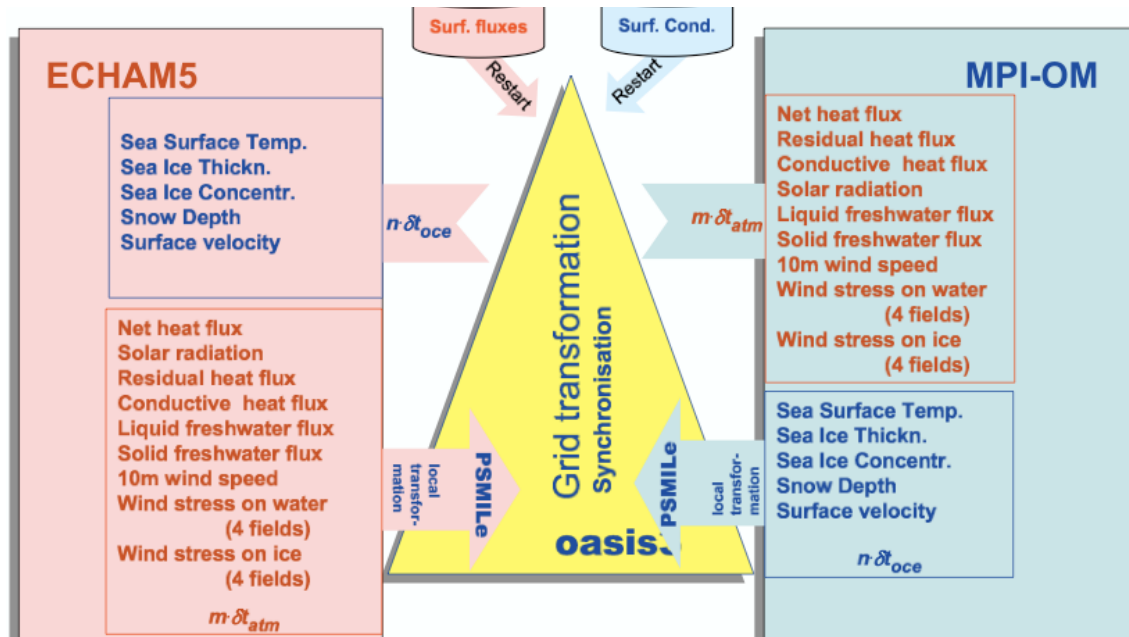 Surf. fluxes
Surf. Cond.
Restart
Restart
ECHAM5
Sea Surface Temp.
Sea Ice Thickn.
Sea Ice Concentr.
Snow Depth
Surface velocity
n·δt_oce
Net heat flux
Solar radiation
Residual heat flux
Conductive heat flux
Liquid freshwater flux
Solid freshwater flux
10m wind speed
Wind stress on water
(4 fields)
Wind stress on ice
(4 fields)
m·δt_atm
local
transfor-
mation
PSMILe
Grid transformation
Synchronisation
oasis3
PSMILe
local
transfor-
mation
MPI-OM
m·δt_atm
Net heat flux
Residual heat flux
Conductive heat flux
Solar radiation
Liquid freshwater flux
Solid freshwater flux
10m wind speed
Wind stress on water
(4 fields)
Wind stress on ice
(4 fields)
Sea Surface Temp.
Sea Ice Thickn.
Sea Ice Concentr.
Snow Depth
Surface velocity
n·δt_oce